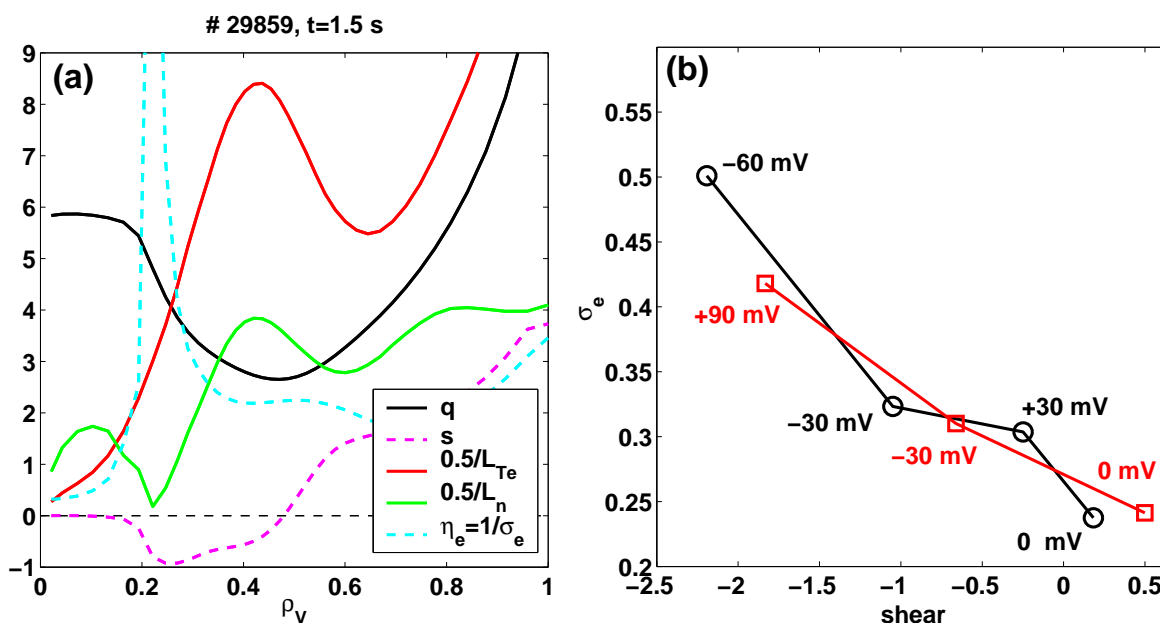 # 29859, t=1.5 s
(a)
9
8
7
6
5
4
3
2
1
0
−1
0
0.2
0.4
0.6
0.8
1
ρV
q
s
0.5/LTe
0.5/Ln
ηe=1/σe
(b)
0.55
0.5
0.45
0.4
0.35
0.3
0.25
0.2
σe
−60 mV
+90 mV
−30 mV
+30 mV
−30 mV
0 mV
0 mV
−2.5
−2
−1.5
−1
−0.5
0
0.5
shear